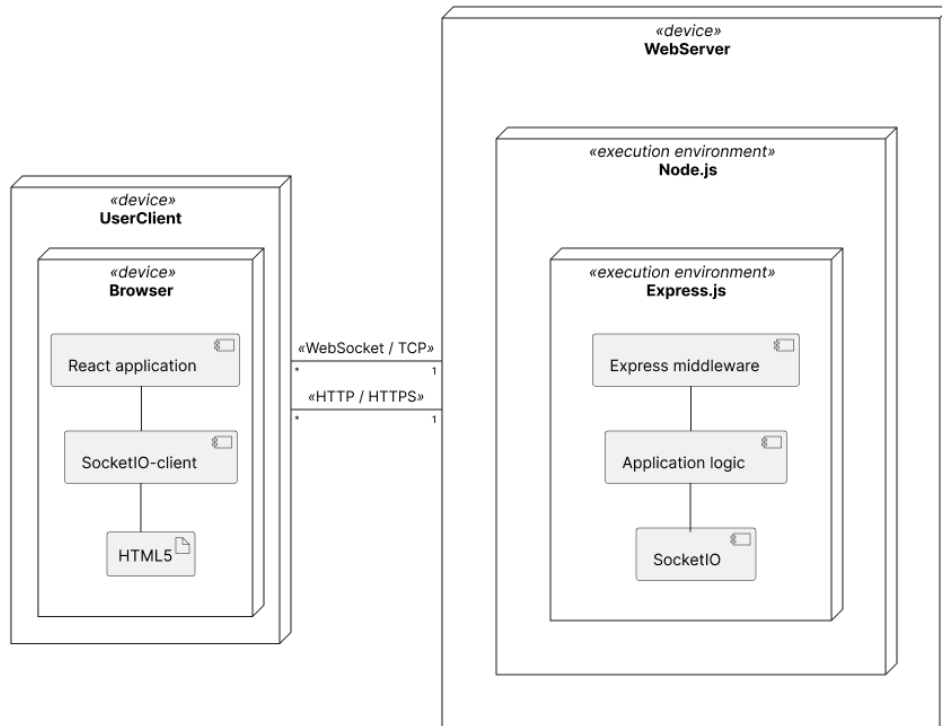 «device»
WebServer
«execution environment»
Node.js
«device»
UserClient
«device»
Browser
«execution environment»
Express.js
React application
«WebSocket / TCP»
* 1
Express middleware
«HTTP / HTTPS»
* 1
SocketIO-client
Application logic
HTML5
SocketIO